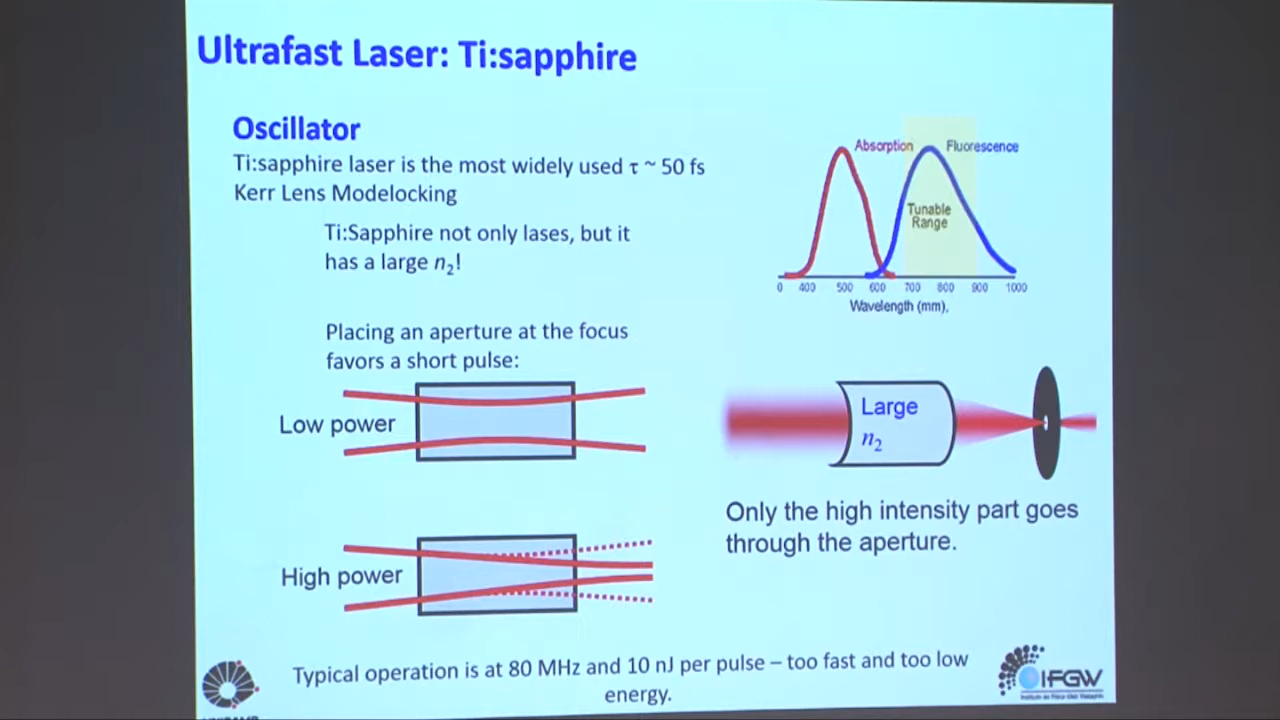 Ultrafast Laser: Ti:sapphire
Oscillator
Ti:sapphire laser is the most widely used τ ~ 50 fs
Kerr Lens Modelocking
Ti:Sapphire not only lases, but it
has a large n₂!
Placing an aperture at the focus
favors a short pulse:
Low power
High power
Absorption
Fluorescence
Tunable
Range
0 400 500 600 700 800 900 1000
Wavelength (mm).
Large
n₂
Only the high intensity part goes
through the aperture.
Typical operation is at 80 MHz and 10 nJ per pulse – too fast and too low
energy.
IFGW